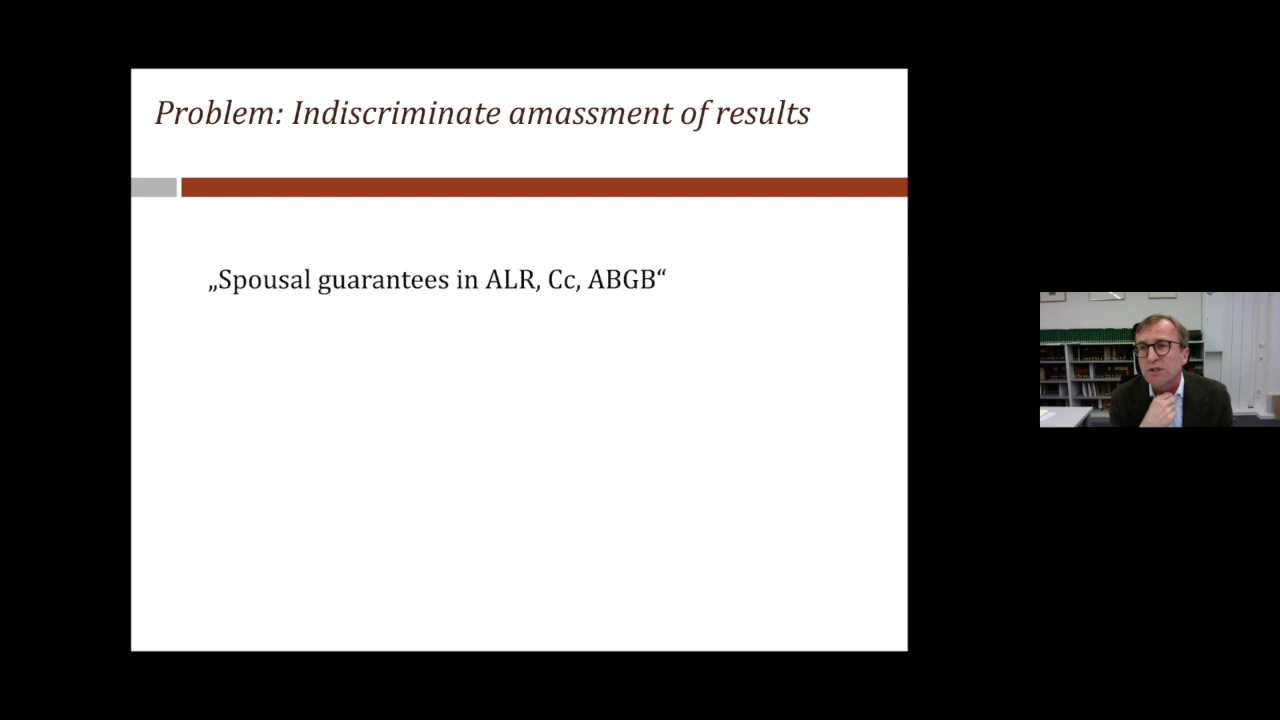 Problem: Indiscriminate amassment of results
„Spousal guarantees in ALR, Cc, ABGB“